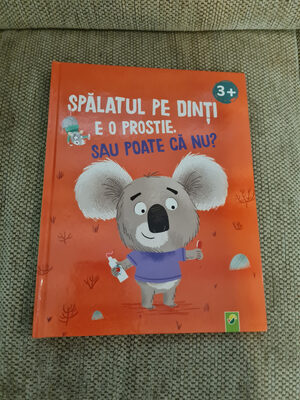 3+
SPĂLATUL PE DINȚI
E O PROSTIE.
SAU POATE CĂ NU?